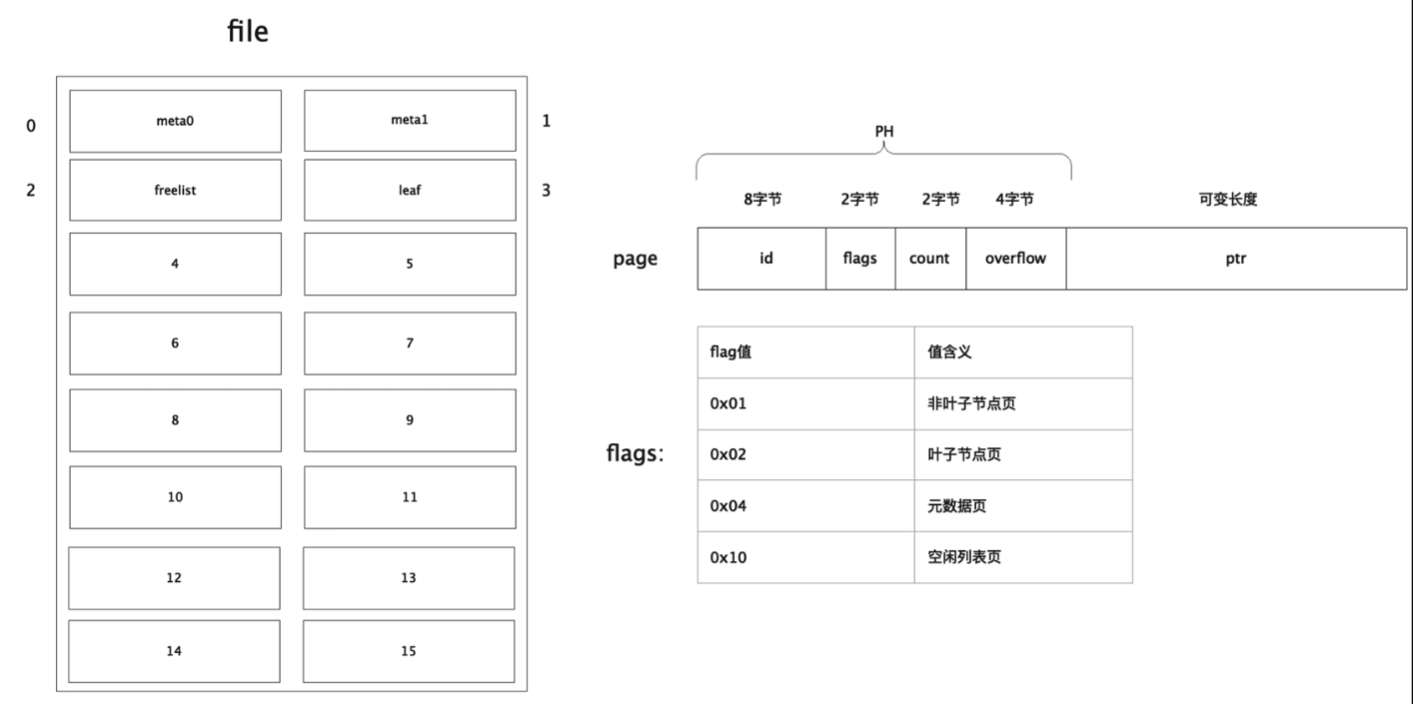 file
0 meta0 meta1 1
2 freelist leaf 3
4 5
6 7
8 9
10 11
12 13
14 15
PH
8字节 2字节 2字节 4字节 可变长度
page id flags count overflow ptr
flags:
flag值 值含义
0x01 非叶子节点页
0x02 叶子节点页
0x04 元数据页
0x10 空闲列表页